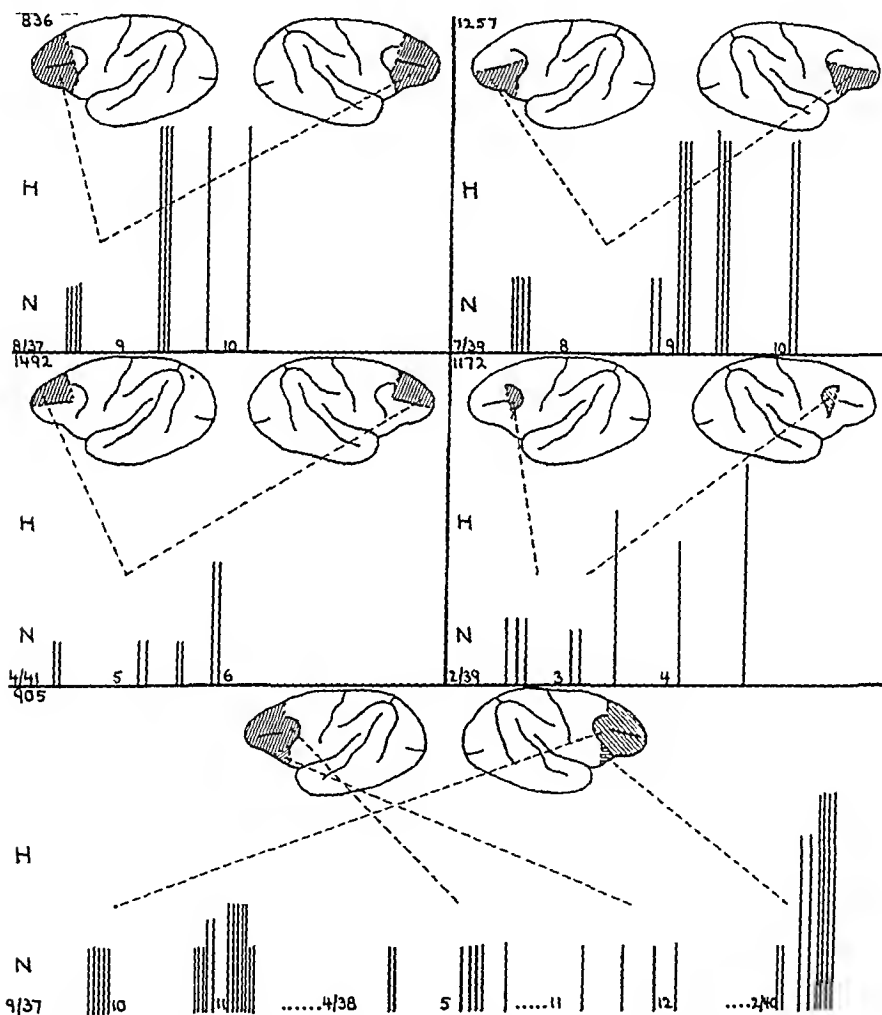 836
H
N
8/37 9 10
1257
H
N
7/39 8 9 10
1492
H
N
4/41 5 6
1172
H
N
2/39 3 4
905
H
N
9/37 10 11 ......4/38 5 .....11 12 ....2/40